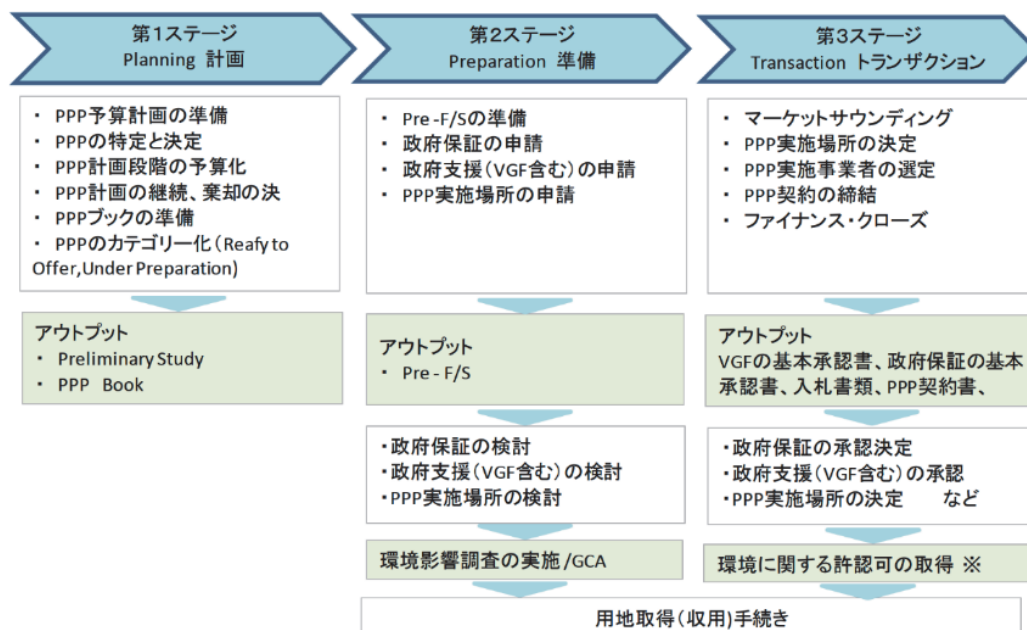 第1ステージ
Planning 計画
・ PPP予算計画の準備
・ PPPの特定と決定
・ PPP計画段階の予算化
・ PPP計画の継続、棄却の決
・ PPPブックの準備
・ PPPのカテゴリー化(Reafy to
Offer,Under Preparation)
アウトプット
・ Preliminary Study
・ PPP Book
第2ステージ
Preparation 準備
・ Pre-F/Sの準備
・ 政府保証の申請
・ 政府支援(VGF含む)の申請
・ PPP実施場所の申請
アウトプット
・ Pre - F/S
・政府保証の検討
・政府支援(VGF含む)の検討
・PPP実施場所の検討
環境影響調査の実施/GCA
第3ステージ
Transaction トランザクション
・ マーケットサウンディング
・ PPP実施場所の決定
・ PPP実施事業者の選定
・ PPP契約の締結
・ ファイナンス・クローズ
アウトプット
VGFの基本承認書、政府保証の基本
承認書、入札書類、PPP契約書、
・政府保証の承認決定
・政府支援(VGF含む)の承認
・PPP実施場所の決定 など
環境に関する許認可の取得 ※
用地取得(収用)手続き